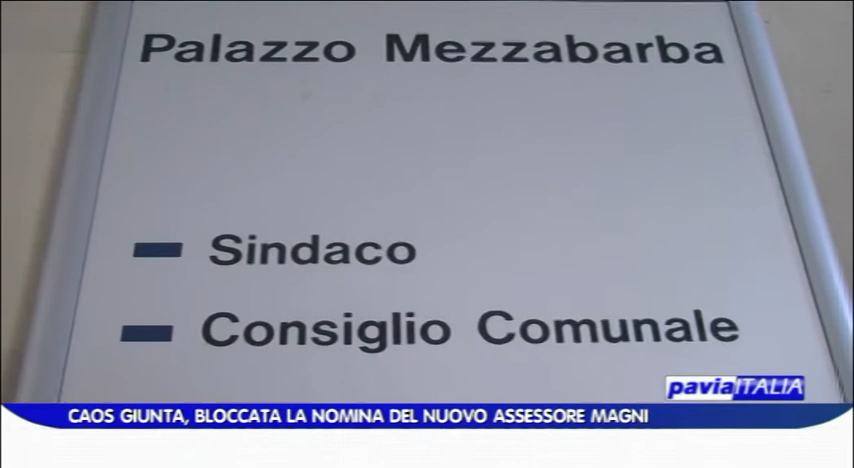 Palazzo Mezzabarba
Sindaco
Consiglio Comunale
paviaITALIA
CAOS GIUNTA, BLOCCATA LA NOMINA DEL NUOVO ASSESSORE MAGNI